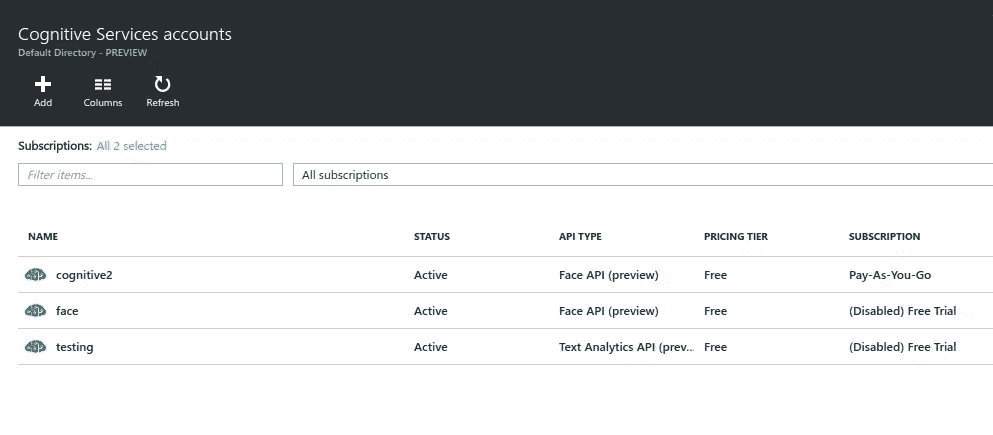 Cognitive Services accounts
Default Directory - PREVIEW
Add Columns Refresh
Subscriptions: All 2 selected
Filter items... All subscriptions
NAME STATUS API TYPE PRICING TIER SUBSCRIPTION
cognitive2 Active Face API (preview) Free Pay-As-You-Go
face Active Face API (preview) Free (Disabled) Free Trial
testing Active Text Analytics API (prev... Free (Disabled) Free Trial